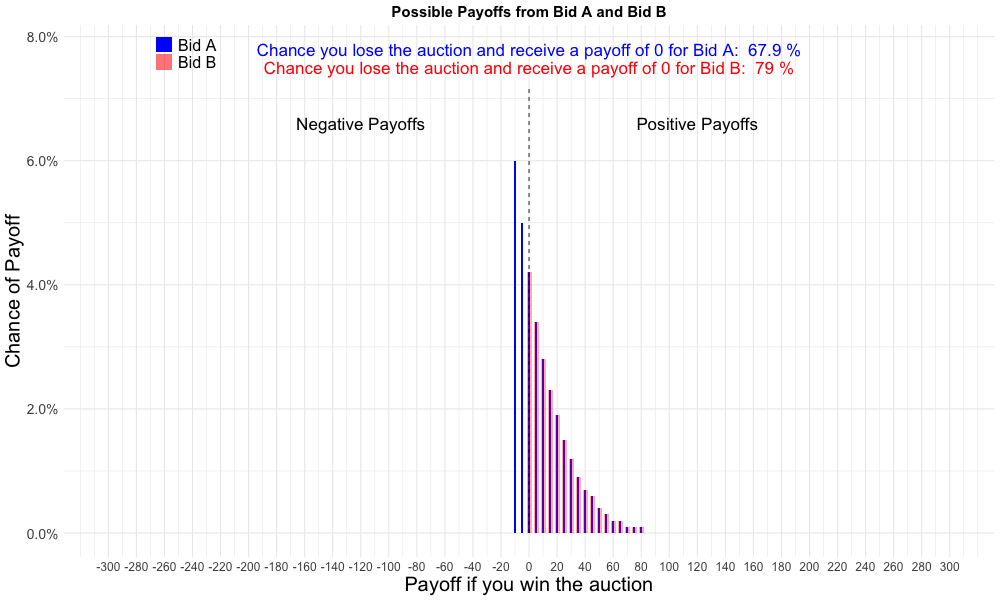 Possible Payoffs from Bid A and Bid B
Bid A
Bid B
Chance you lose the auction and receive a payoff of 0 for Bid A:  67.9 %
Chance you lose the auction and receive a payoff of 0 for Bid B:  79 %
Negative Payoffs
Positive Payoffs
Chance of Payoff
8.0%
6.0%
4.0%
2.0%
0.0%
-300 -280 -260 -240 -220 -200 -180 -160 -140 -120 -100 -80 -60 -40 -20 0 20 40 60 80 100 120 140 160 180 200 220 240 260 280 300
Payoff if you win the auction